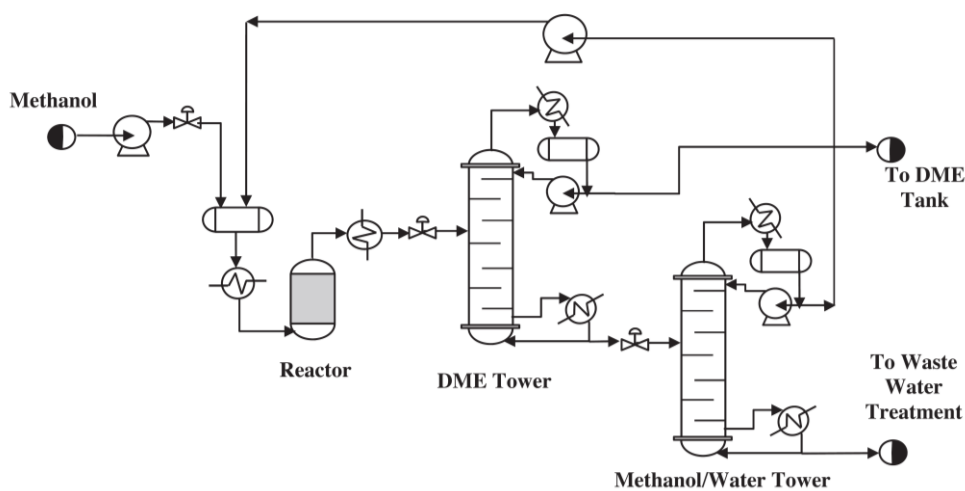 Methanol
To DME
Tank
Reactor
DME Tower
To Waste
Water
Treatment
Methanol/Water Tower